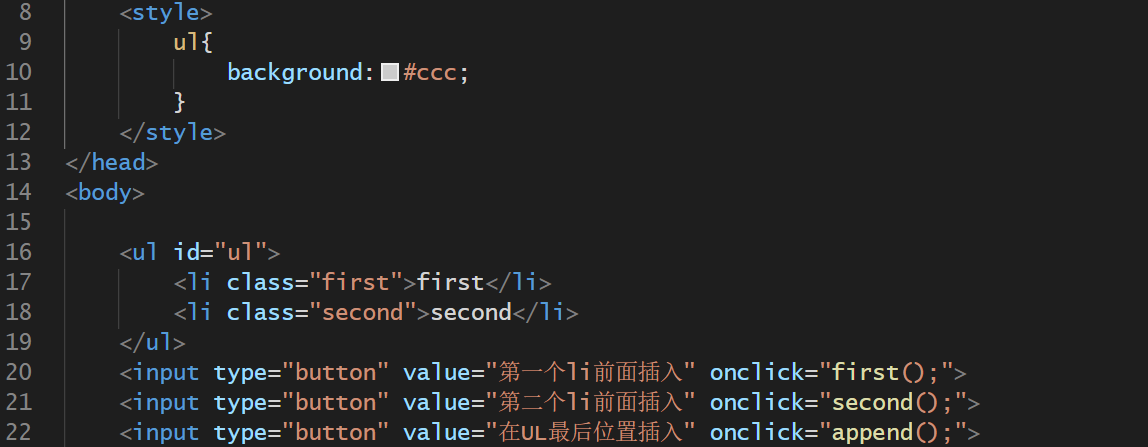 8 <style>
9 ul{
10 background:#ccc;
11 }
12 </style>
13 </head>
14 <body>
15
16 <ul id="ul">
17 <li class="first">first</li>
18 <li class="second">second</li>
19 </ul>
20 <input type="button" value="第一个li前面插入" onclick="first();">
21 <input type="button" value="第二个li前面插入" onclick="second();">
22 <input type="button" value="在UL最后位置插入" onclick="append();">